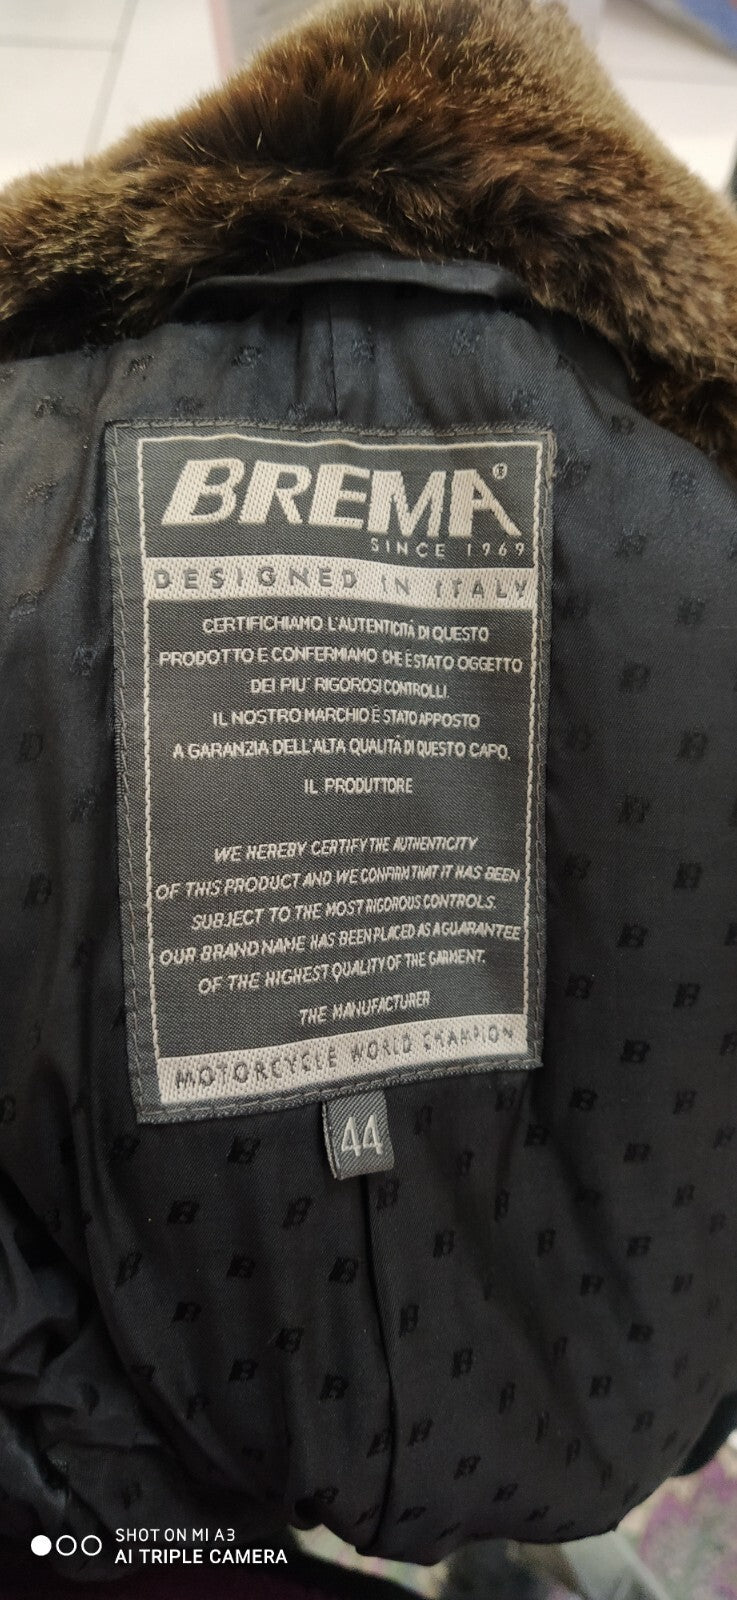 BREMA®
SINCE 1969
DESIGNED IN ITALY
CERTIFICHIAMO L'AUTENTICITÀ DI QUESTO
PRODOTTO E CONFERMIAMO CHE È STATO OGGETTO
DEI PIU' RIGOROSI CONTROLLI.
IL NOSTRO MARCHIO È STATO APPOSTO
A GARANZIA DELL'ALTA QUALITÀ DI QUESTO CAPO.
IL PRODUTTORE
WE HEREBY CERTIFY THE AUTHENTICITY
OF THIS PRODUCT AND WE CONFIRM THAT IT HAS BEEN
SUBJECT TO THE MOST RIGOROUS CONTROLS.
OUR BRAND NAME HAS BEEN PLACED AS A GUARANTEE
OF THE HIGHEST QUALITY OF THE GARMENT.
THE MANUFACTURER
MOTORCYCLE WORLD CHAMPION
44
SHOT ON MI A3
AI TRIPLE CAMERA